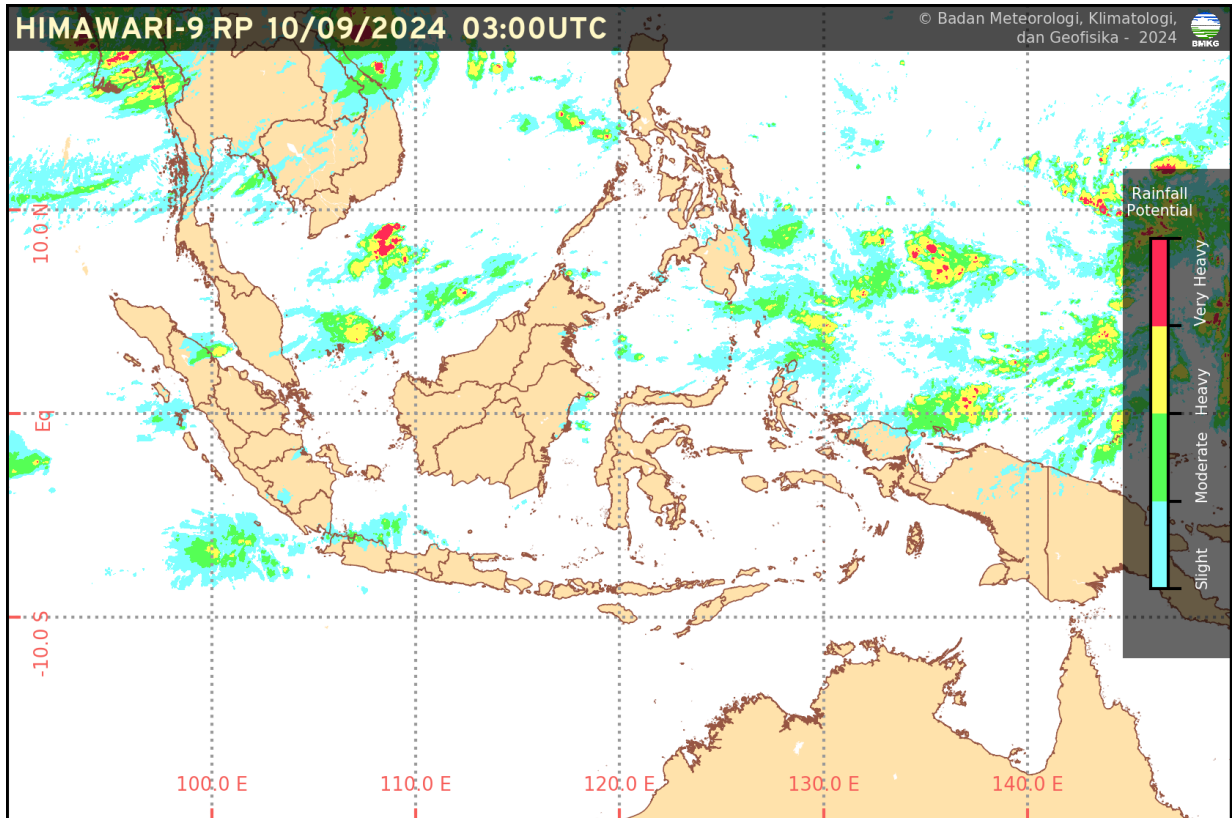 HIMAWARI-9 RP 10/09/2024 03:00UTC
© Badan Meteorologi, Klimatologi,
dan Geofisika - 2024
BMKG
Rainfall
Potential
Very Heavy
Heavy
Moderate
Slight
10.0 N
Eq
-10.0 S
100.0 E
110.0 E
120.0 E
130.0 E
140.0 E